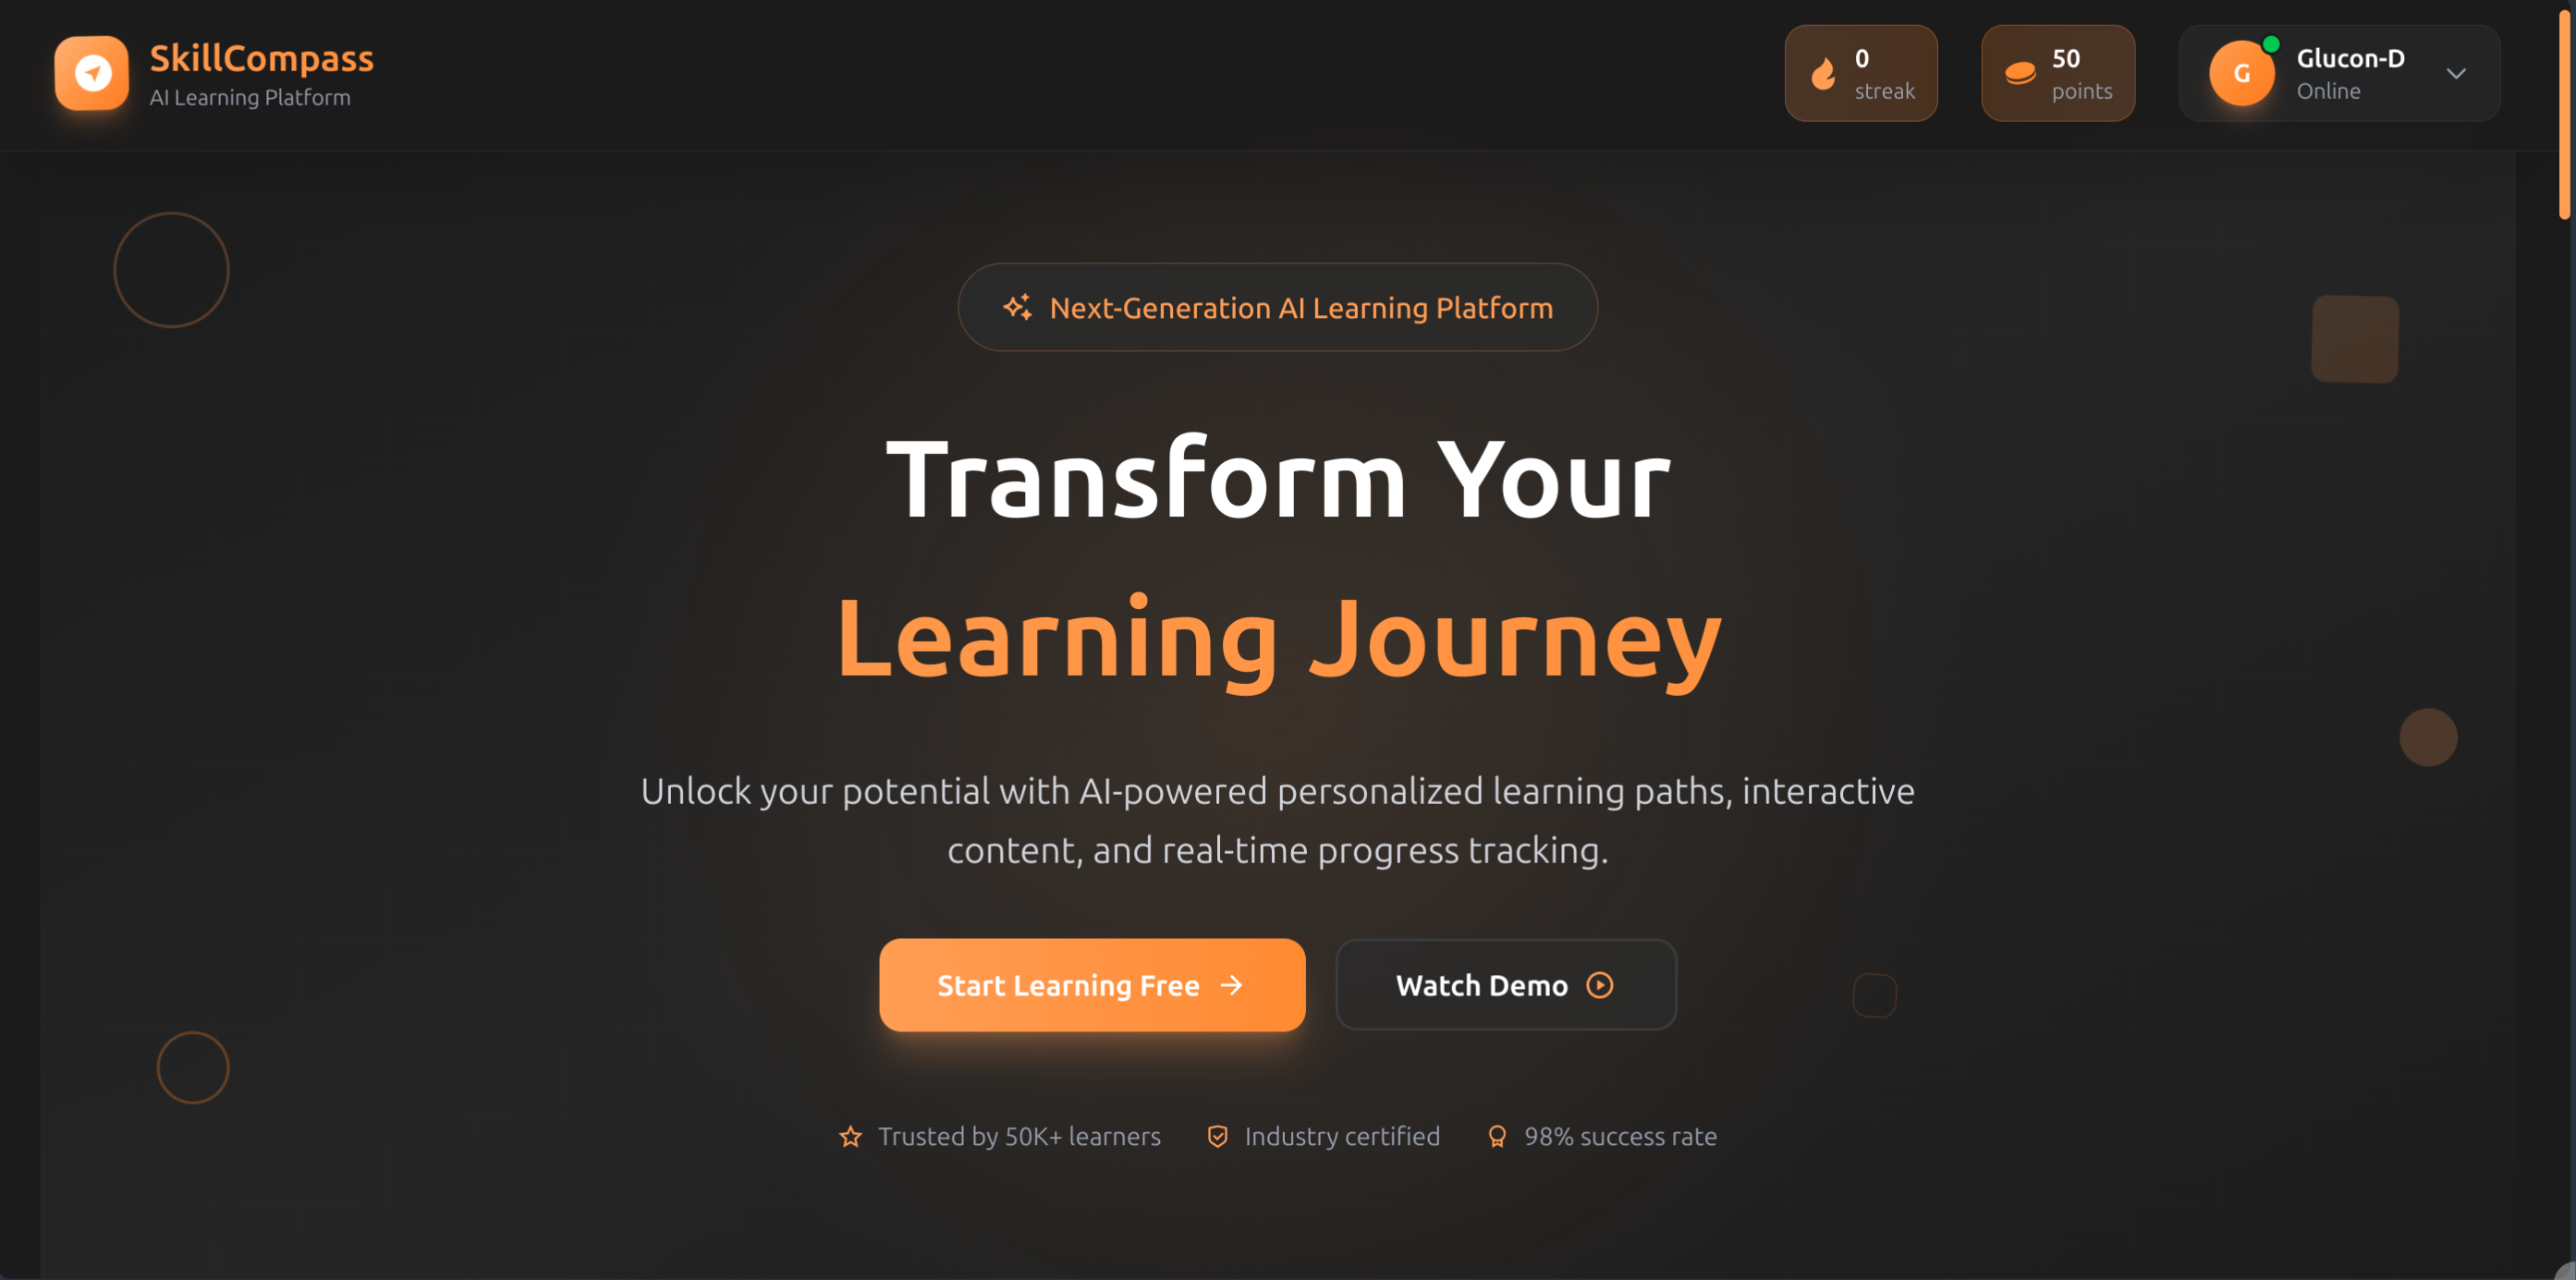 SkillCompass
AI Learning Platform
0
streak
50
points
G
Glucon-D
Online
Next-Generation AI Learning Platform
Transform Your
Learning Journey
Unlock your potential with AI-powered personalized learning paths, interactive
content, and real-time progress tracking.
Start Learning Free
Watch Demo
Trusted by 50K+ learners
Industry certified
98% success rate